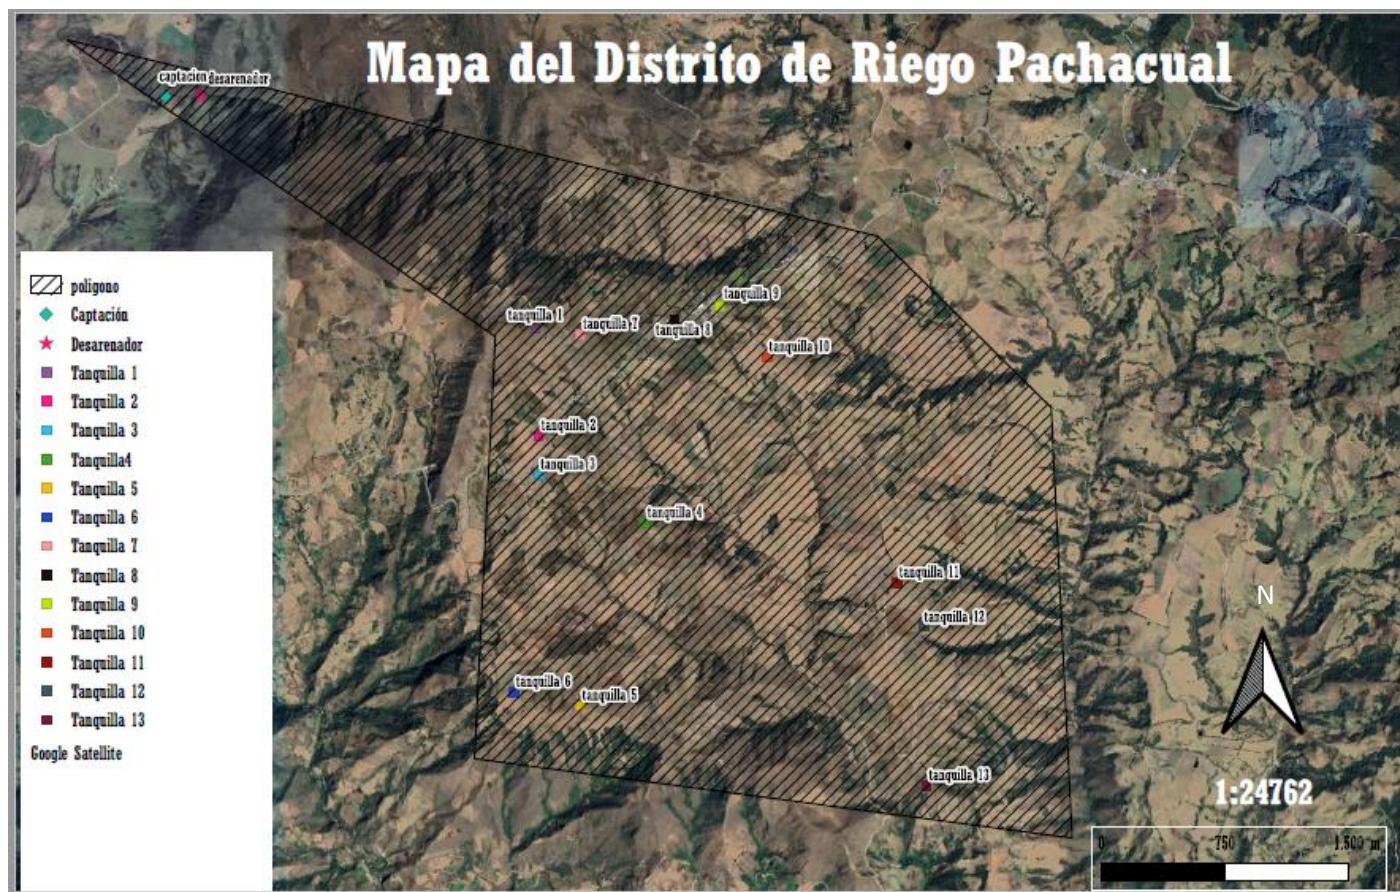 Mapa del Distrito de Riego Pachacual
captacion
desarenador
poligono
Captación
Desarenador
Tanquilla 1
Tanquilla 2
Tanquilla 3
Tanquilla4
Tanquilla 5
Tanquilla 6
Tanquilla 7
Tanquilla 8
Tanquilla 9
Tanquilla 10
Tanquilla 11
Tanquilla 12
Tanquilla 13
Google Satellite
tanquilla 9
tanquilla 1
tanquilla 7
tanquilla 8
tanquilla 10
tanquilla 2
tanquilla 3
tanquilla 4
tanquilla 11
tanquilla 12
tanquilla 6
tanquilla 5
tanquilla 13
N
1:24762
0 750 1.500 m